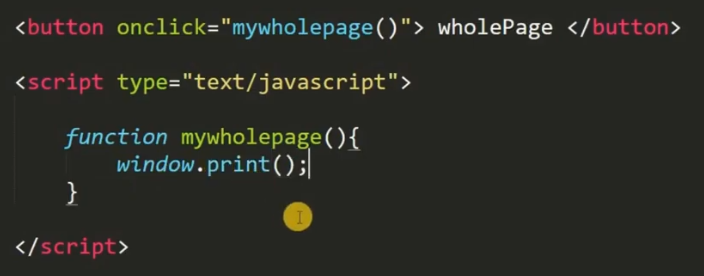 <button onclick="mywholepage()"> wholePage </button>
<script type="text/javascript">
function mywholepage(){
window.print();
}
</script>